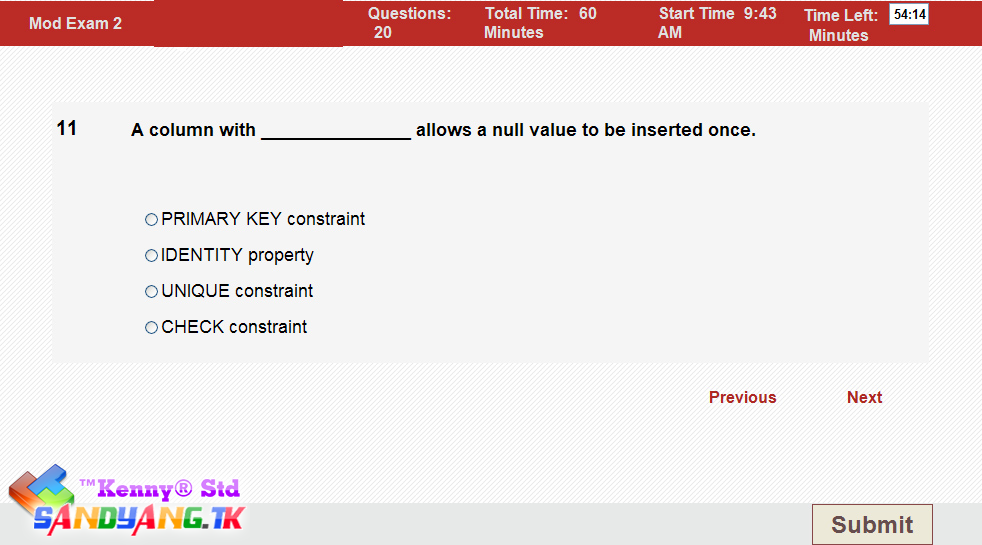 Mod Exam 2
Questions: 20
Total Time: 60 Minutes
Start Time 9:43 AM
Time Left: 54:14 Minutes
11 A column with _______________ allows a null value to be inserted once.
PRIMARY KEY constraint
IDENTITY property
UNIQUE constraint
CHECK constraint
Previous Next
™Kenny® Std
SANDYANG.TK
Submit